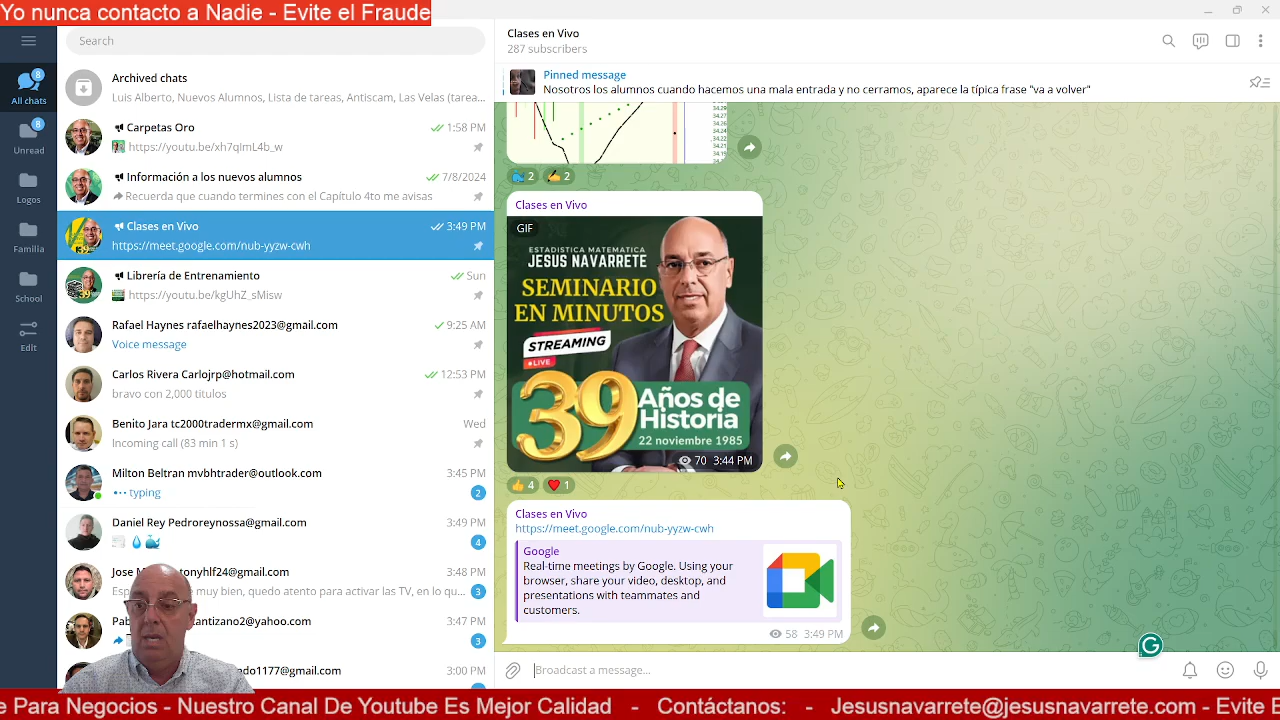 Yo nunca contacto a Nadie - Evite el Fraude
Search
All chats
8
Unread
8
Logos
Familia
School
Edit
Archived chats
Luis Alberto, Nuevos Alumnos, Lista de tareas, Antiscam, Las Velas (tarea...
Carpetas Oro
1:58 PM
https://youtu.be/xh7qImL4b_w
Información a los nuevos alumnos
7/8/2024
Recuerda que cuando termines con el Capítulo 4to me avisas
Clases en Vivo
3:49 PM
https://meet.google.com/nub-yyzw-cwh
Librería de Entrenamiento
Sun
https://youtu.be/kgUhZ_sMisw
Rafael Haynes rafaelhaynes2023@gmail.com
9:25 AM
Voice message
Carlos Rivera Carlojrp@hotmail.com
12:53 PM
bravo con 2,000 titulos
Benito Jara tc2000tradermx@gmail.com
Wed
Incoming call (83 min 1 s)
Milton Beltran mvbhtrader@outlook.com
3:45 PM
typing
2
Daniel Rey Pedroreynossa@gmail.com
3:49 PM
4
3:48 PM
muy bien, quedo atento para activar las TV, en lo qu...
3
3:47 PM
3
3:00 PM
Clases en Vivo
287 subscribers
Pinned message
Nosotros los alumnos cuando hacemos una mala entrada y no cerramos, aparece la típica frase "va a volver"
34.29
34.26
34.24
34.21
34.19
2
2
Clases en Vivo
GIF
ESTADISTICA MATEMATICA
JESUS NAVARRETE
SEMINARIO
EN MINUTOS
STREAMING
LIVE
39 Años de
Historia
22 noviembre 1985
70 3:44 PM
4
1
Clases en Vivo
https://meet.google.com/nub-yyzw-cwh
Google
Real-time meetings by Google. Using your
browser, share your video, desktop, and
presentations with teammates and
customers.
58 3:49 PM
Broadcast a message...
e Para Negocios - Nuestro Canal De Youtube Es Mejor Calidad - Contáctanos: - Jesusnavarrete@jesusnavarrete.com - Evite E